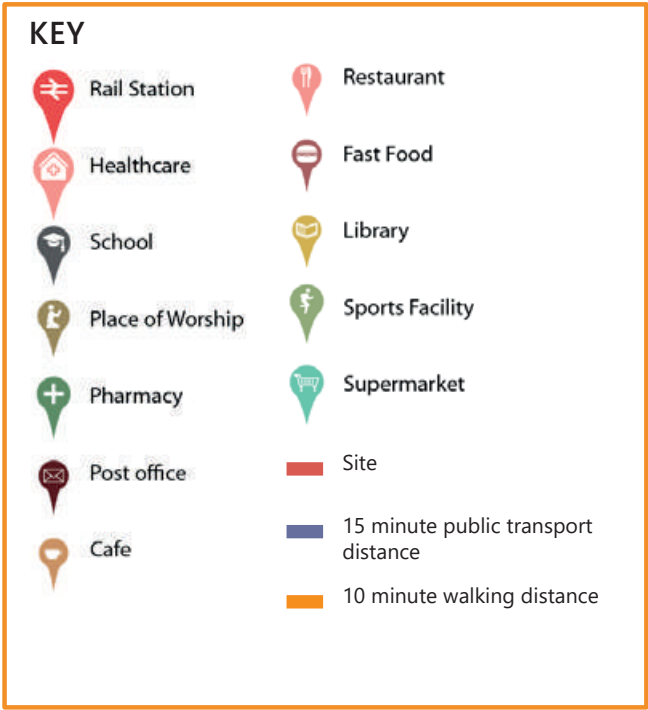 KEY
Rail Station
Healthcare
School
Place of Worship
Pharmacy
Post office
Cafe
Restaurant
Fast Food
Library
Sports Facility
Supermarket
Site
15 minute public transport
distance
10 minute walking distance